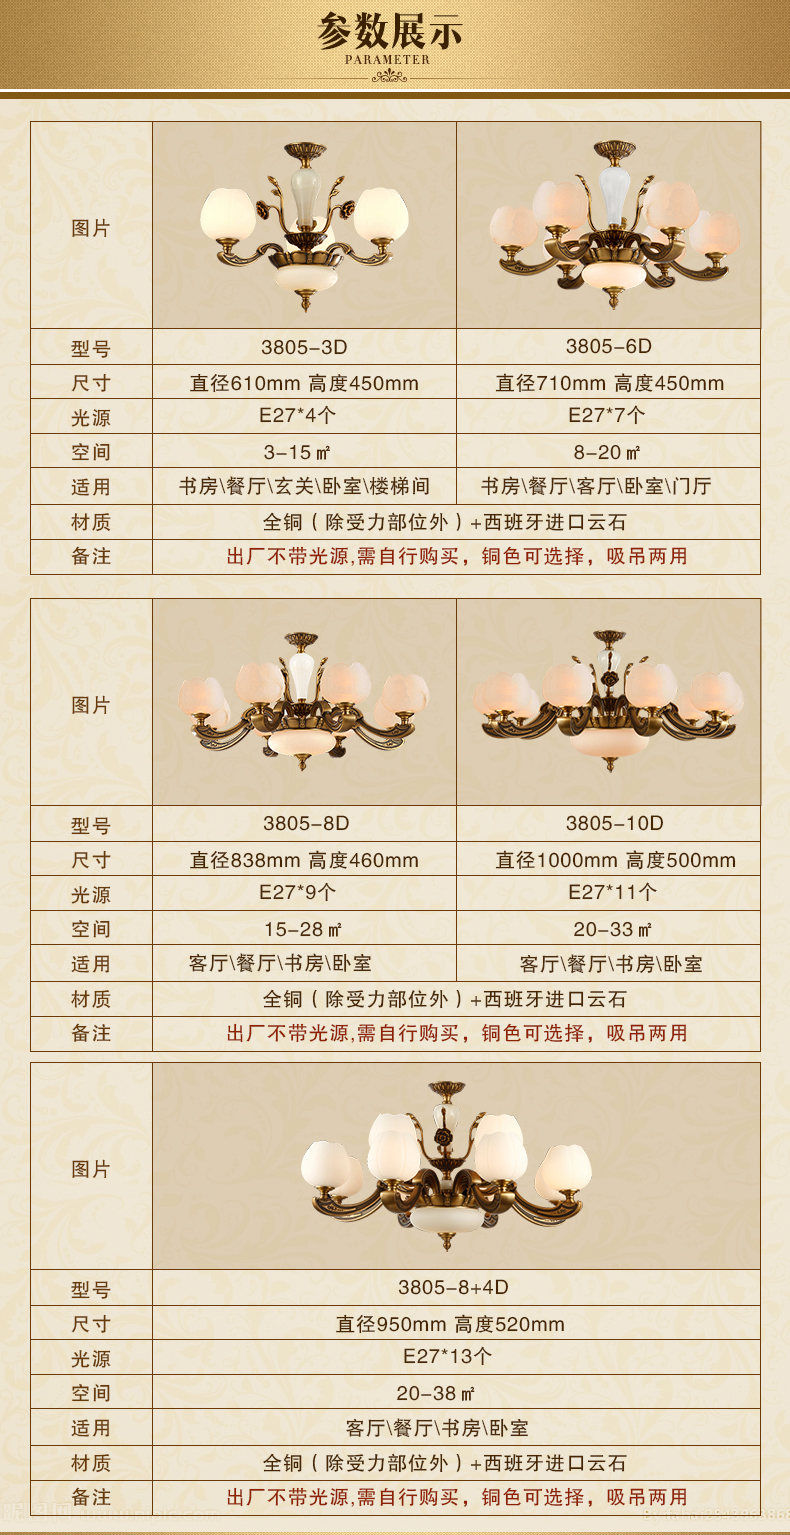 参数展示
PARAMETER
图片
型号 3805-3D 3805-6D
尺寸 直径610mm 高度450mm 直径710mm 高度450mm
光源 E27*4个 E27*7个
空间 3-15㎡ 8-20㎡
适用 书房\餐厅\玄关\卧室\楼梯间 书房\餐厅\客厅\卧室\门厅
材质 全铜（除受力部位外）+西班牙进口云石
备注 出厂不带光源,需自行购买，铜色可选择，吸吊两用
图片
型号 3805-8D 3805-10D
尺寸 直径838mm 高度460mm 直径1000mm 高度500mm
光源 E27*9个 E27*11个
空间 15-28㎡ 20-33㎡
适用 客厅\餐厅\书房\卧室 客厅\餐厅\书房\卧室
材质 全铜（除受力部位外）+西班牙进口云石
备注 出厂不带光源,需自行购买，铜色可选择，吸吊两用
图片
型号 3805-8+4D
尺寸 直径950mm 高度520mm
光源 E27*13个
空间 20-38㎡
适用 客厅\餐厅\书房\卧室
材质 全铜（除受力部位外）+西班牙进口云石
备注 出厂不带光源,需自行购买，铜色可选择，吸吊两用